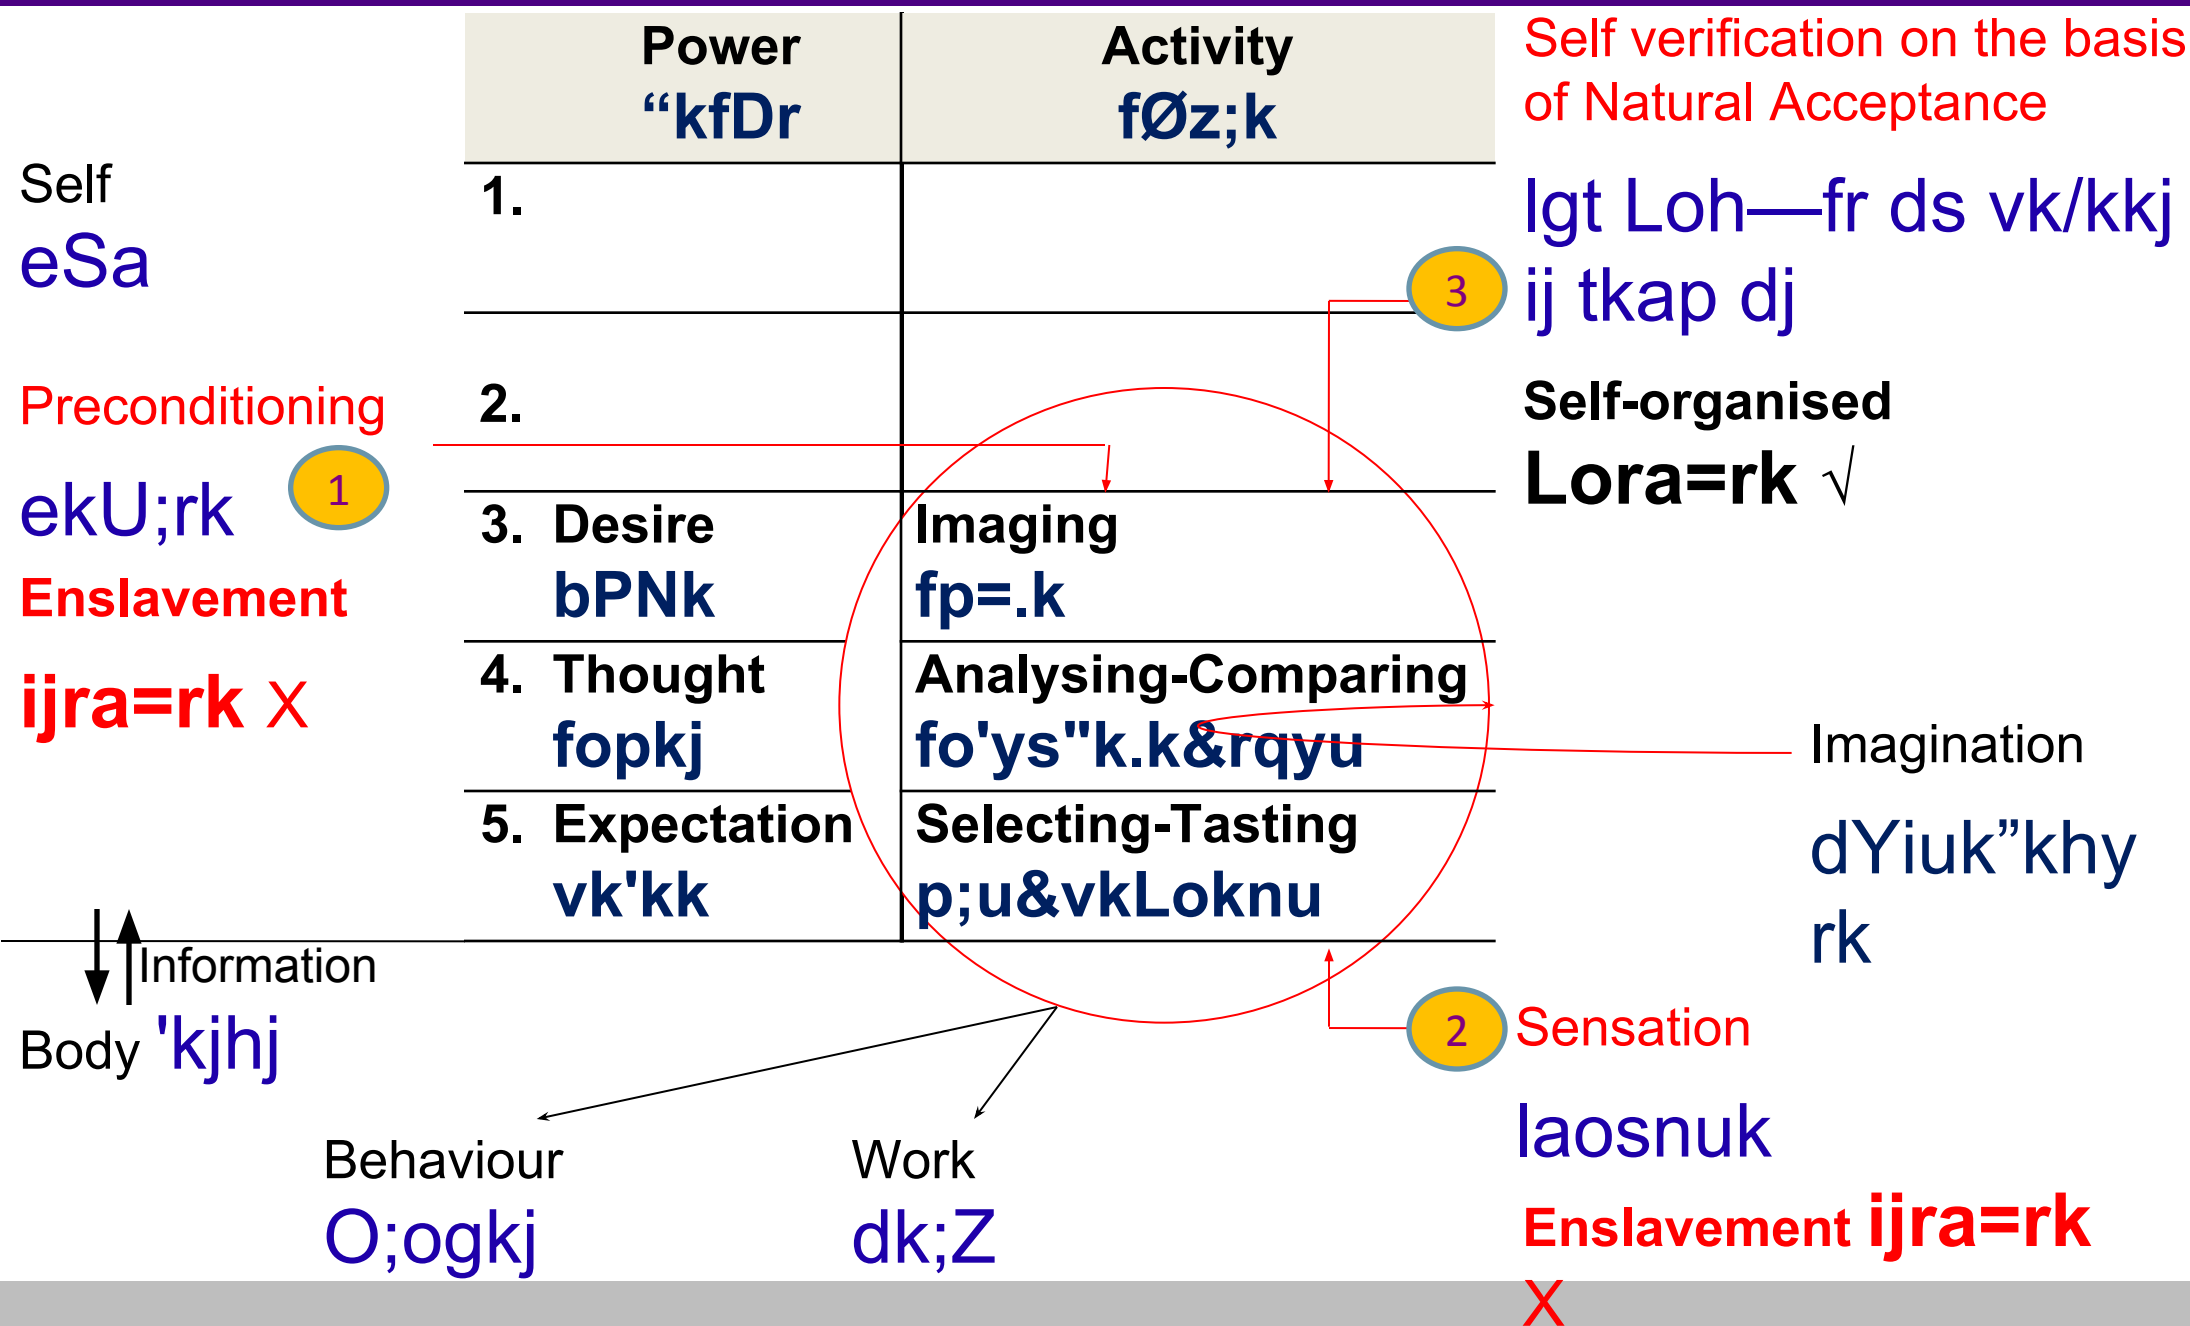 Power
“kfDr
Activity
fØz;k
Self verification on the basis
of Natural Acceptance
lgt Loh—fr ds vk/kkj
ij tkap dj
Self-organised
Lora=rk √
Self
eSa
Preconditioning
ekU;rk
1
Enslavement
ijra=rk X
1.
3
2.
3. Desire
bPNk
Imaging
fp=.k
4. Thought
fopkj
Analysing-Comparing
fo'ys"k.k&rqyu
5. Expectation
vk'kk
Selecting-Tasting
p;u&vkLoknu
Imagination
dYiuk”khy
rk
Information
Body 'kjhj
2
Sensation
laosnuk
Enslavement ijra=rk
X
Behaviour
O;ogkj
Work
dk;Z